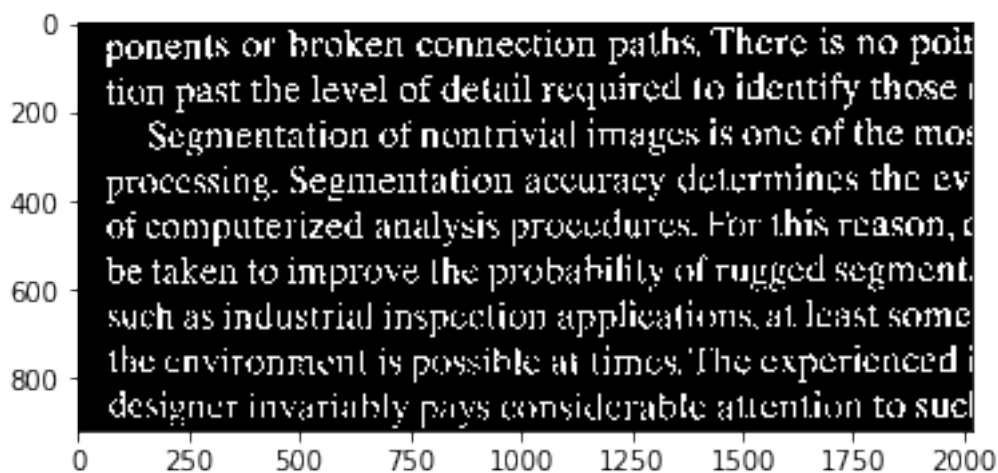 0
200
400
600
800
ponents or broken connection paths. There is no poin
tion past the level of detail required to identify those
Segmentation of nontrivial images is one of the mos
processing. Segmentation accuracy determines the ev
of computerized analysis procedures. For this reason, c
be taken to improve the probability of rugged segment
such as industrial inspection applications, at least some
the environment is possible at times. The experienced i
designer invariably pays considerable attention to such
0 250 500 750 1000 1250 1500 1750 2000